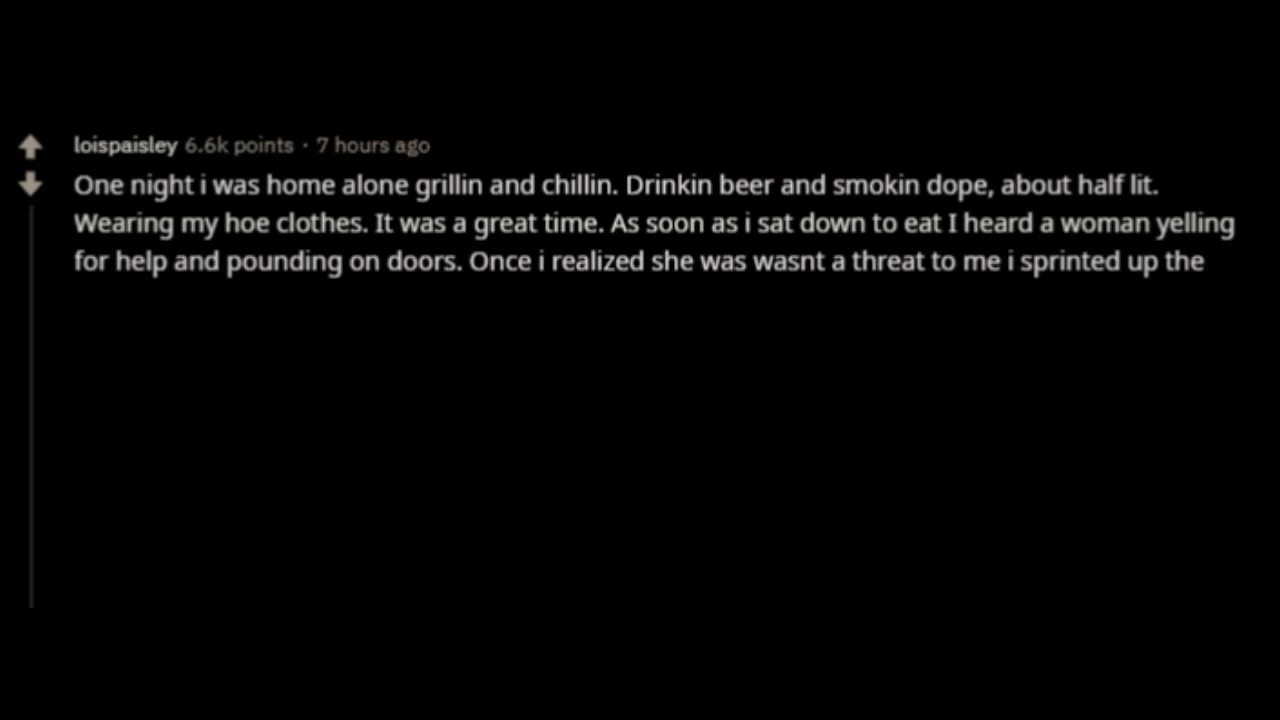 loispaisley 6.6k points · 7 hours ago
One night i was home alone grillin and chillin. Drinkin beer and smokin dope, about half lit.
Wearing my hoe clothes. It was a great time. As soon as i sat down to eat I heard a woman yelling
for help and pounding on doors. Once i realized she was wasnt a threat to me i sprinted up the